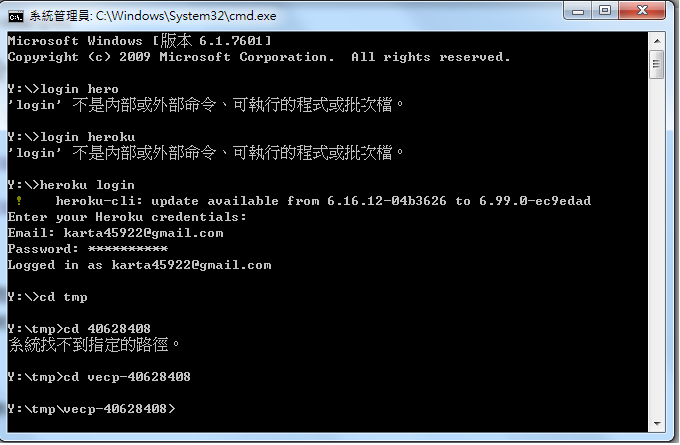 系統管理員: C:\Windows\System32\cmd.exe
Microsoft Windows [版本 6.1.7601]
Copyright (c) 2009 Microsoft Corporation.  All rights reserved.
Y:\>login hero
'login' 不是內部或外部命令、可執行的程式或批次檔。
Y:\>login heroku
'login' 不是內部或外部命令、可執行的程式或批次檔。
Y:\>heroku login
!    heroku-cli: update available from 6.16.12-04b3626 to 6.99.0-ec9edad
Enter your Heroku credentials:
Email: karta45922@gmail.com
Password: **********
Logged in as karta45922@gmail.com
Y:\>cd tmp
Y:\tmp>cd 40628408
系統找不到指定的路徑。
Y:\tmp>cd vecp-40628408
Y:\tmp\vecp-40628408>